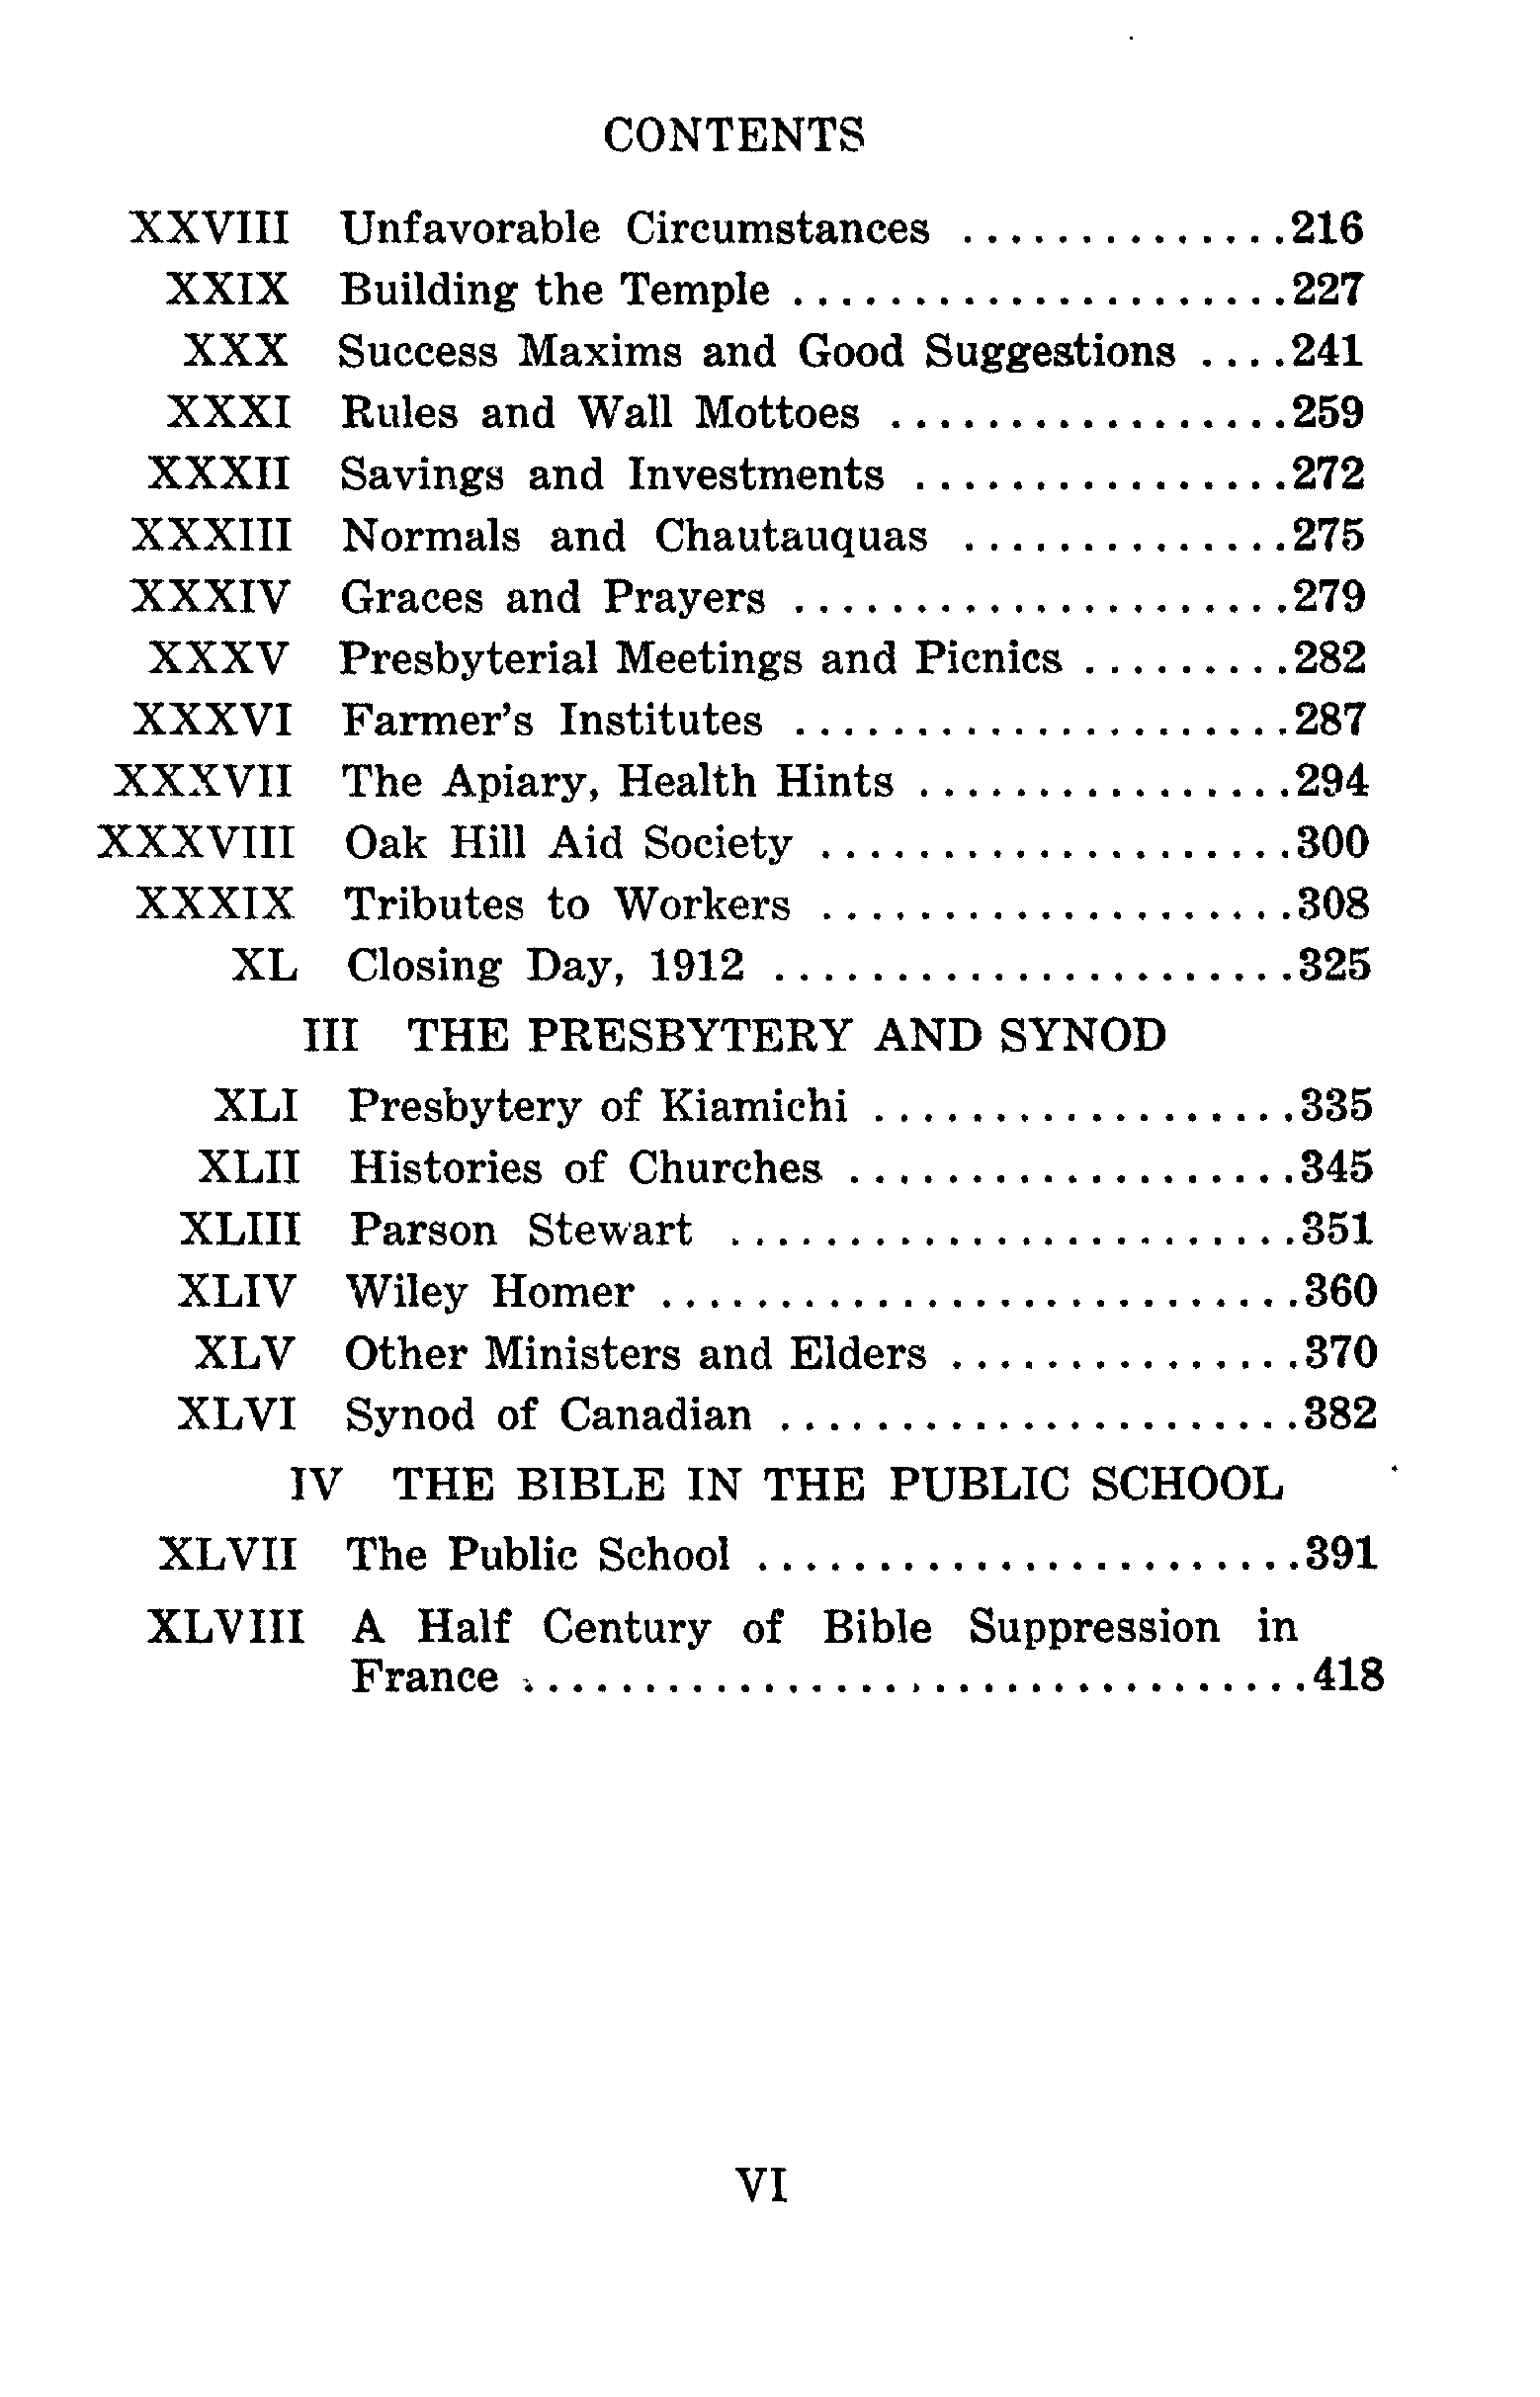 CONTENTS
XXVIII Unfavorable Circumstances ..............216
XXIX Building the Temple .....................227
XXX Success Maxims and Good Suggestions ....241
XXXI Rules and Wall Mottoes .................259
XXXII Savings and Investments ................272
XXXIII Normals and Chautauquas ..............275
XXXIV Graces and Prayers .....................279
XXXV Presbyterial Meetings and Picnics .........282
XXXVI Farmer's Institutes .....................287
XXXVII The Apiary, Health Hints ................294
XXXVIII Oak Hill Aid Society ....................300
XXXIX Tributes to Workers ....................308
XL Closing Day, 1912 ......................325
III THE PRESBYTERY AND SYNOD
XLI Presbytery of Kiamichi ..................335
XLII Histories of Churches ...................345
XLIII Parson Stewart ........................351
XLIV Wiley Homer ...........................360
XLV Other Ministers and Elders ...............370
XLVI Synod of Canadian ......................382
IV THE BIBLE IN THE PUBLIC SCHOOL
XLVII The Public School .......................391
XLVIII A Half Century of Bible Suppression in
France .................................418
VI